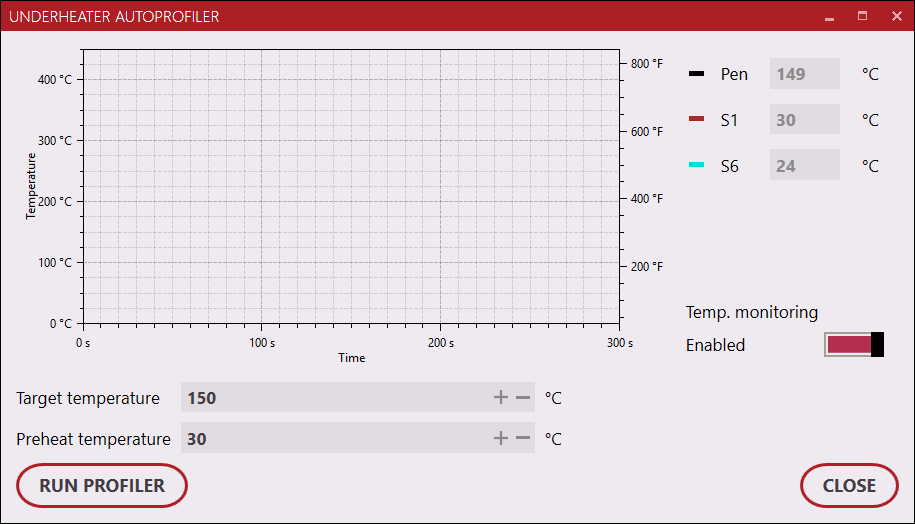 UNDERHEATER AUTOPROFILER
400 °C
300 °C
200 °C
100 °C
0 °C
Temperature
800 °F
600 °F
400 °F
200 °F
0 s
100 s
200 s
300 s
Time
Pen 149 °C
S1 30 °C
S6 24 °C
Temp. monitoring
Enabled
Target temperature 150 °C
Preheat temperature 30 °C
RUN PROFILER
CLOSE